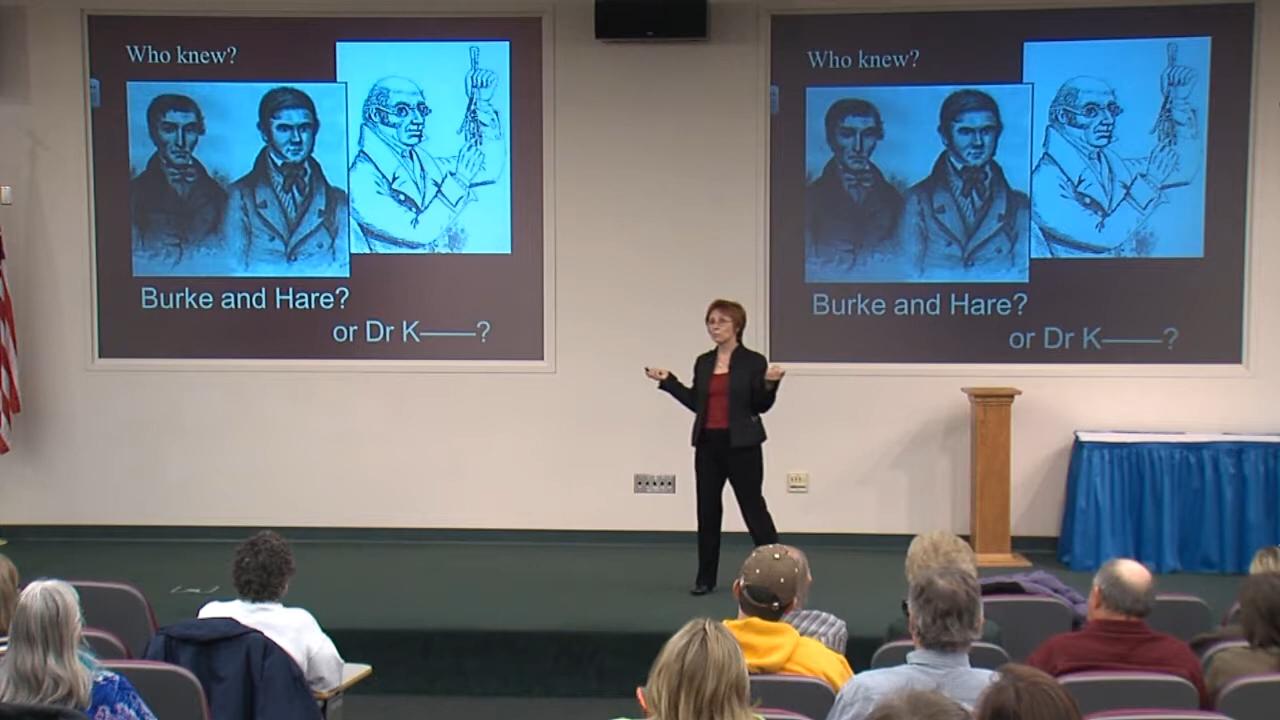 Who knew?
Burke and Hare?
or Dr K——?
Who knew?
Burke and Hare?
or Dr K——?